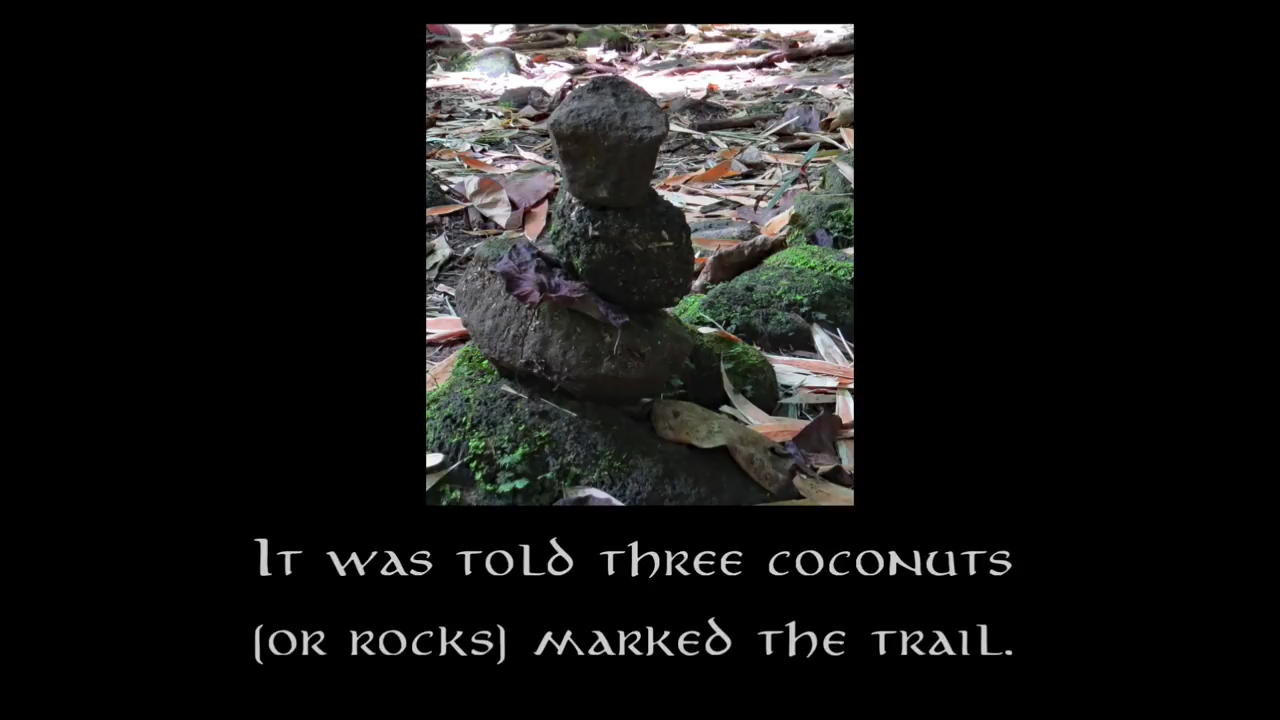 It was told three coconuts
(or rocks) marked the trail.